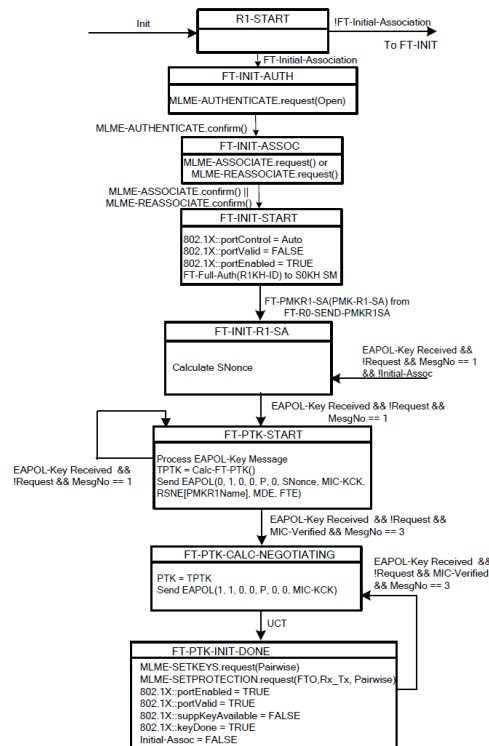 R1-START
Init
!FT-Initial-Association
To FT-INIT
FT-Initial-Association
FT-INIT-AUTH
MLME-AUTHENTICATE.request(Open)
MLME-AUTHENTICATE.confirm()
FT-INIT-ASSOC
MLME-ASSOCIATE.request() or
MLME-REASSOCIATE.request()
MLME-ASSOCIATE.confirm() ||
MLME-REASSOCIATE.confirm()
FT-INIT-START
802.1X::portControl = Auto
802.1X::portValid = FALSE
802.1X::portEnabled = TRUE
FT-Full-Auth(R1KH-ID) to S0KH SM
FT-PMKR1-SA(PMK-R1-SA) from
FT-R0-SEND-PMKR1SA
FT-INIT-R1-SA
Calculate SNonce
EAPOL-Key Received &&
!Request && MesgNo == 1
&& !Initial-Assoc
EAPOL-Key Received && !Request &&
MesgNo == 1
FT-PTK-START
Process EAPOL-Key Message
TPTK = Calc-FT-PTK()
Send EAPOL(0, 1, 0, 0, P, 0, SNonce, MIC-KCK,
RSNE[PMKR1Name], MDE, FTE)
EAPOL-Key Received &&
!Request && MesgNo == 1
EAPOL-Key Received && !Request &&
MIC-Verified && MesgNo == 3
FT-PTK-CALC-NEGOTIATING
PTK = TPTK
Send EAPOL(1, 1, 0, 0, P, 0, 0, MIC-KCK)
EAPOL-Key Received &&
!Request && MIC-Verified
&& MesgNo == 3
UCT
FT-PTK-INIT-DONE
MLME-SETKEYS.request(Pairwise)
MLME-SETPROTECTION.request(FTO,Rx_Tx, Pairwise)
802.1X::portEnabled = TRUE
802.1X::portValid = TRUE
802.1X::suppKeyAvailable = FALSE
802.1X::keyDone = TRUE
Initial-Assoc = FALSE